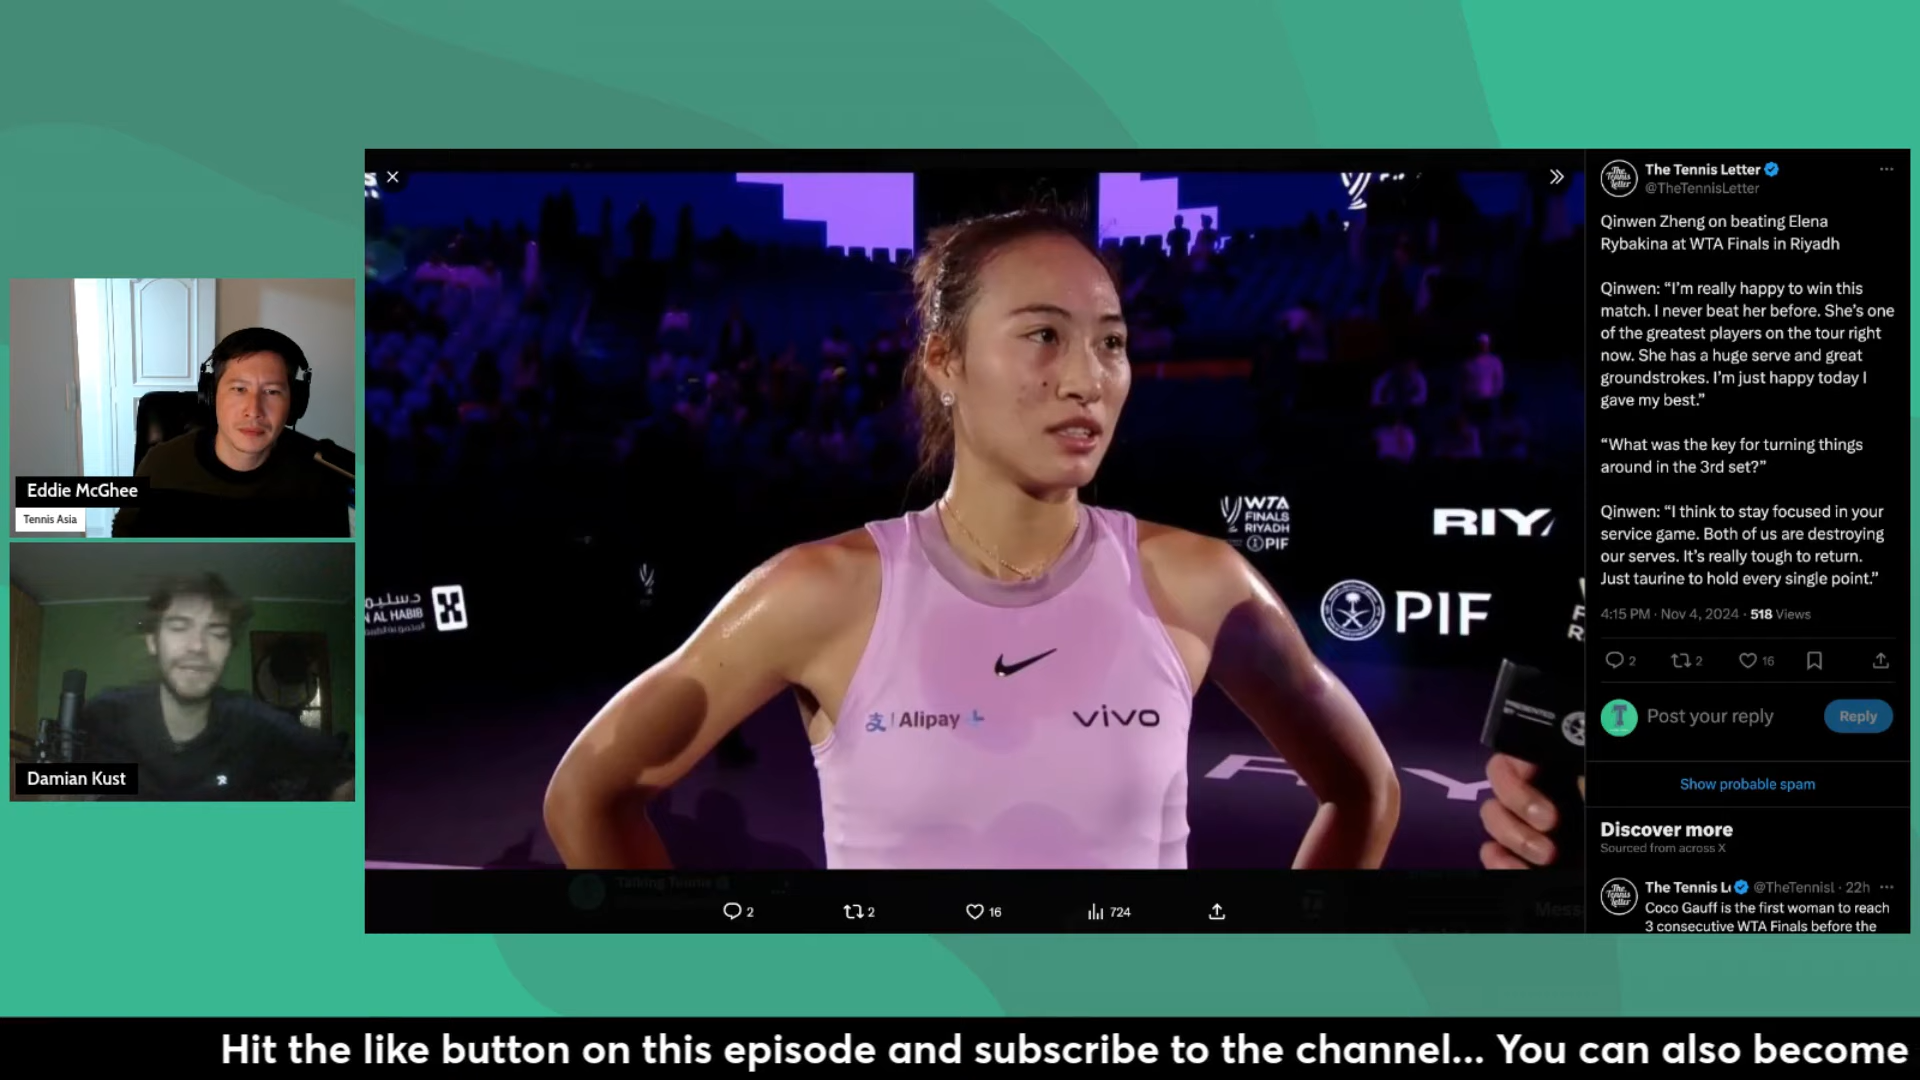 Eddie McGhee
Tennis Asia
Damian Kust
WTA
FINALS
RIYADH
PIF
RIY
PIF
AL HABIB
Alipay
vivo
PRESENTED
BY
2
2
16
724
The Tennis Letter
@TheTennisLetter
Qinwen Zheng on beating Elena
Rybakina at WTA Finals in Riyadh
Qinwen: “I’m really happy to win this
match. I never beat her before. She’s one
of the greatest players on the tour right
now. She has a huge serve and great
groundstrokes. I’m just happy today I
gave my best.”
“What was the key for turning things
around in the 3rd set?”
Qinwen: “I think to stay focused in your
service game. Both of us are destroying
our serves. It’s really tough to return.
Just taurine to hold every single point.”
4:15 PM · Nov 4, 2024 · 518 Views
2 2 16
Post your reply
Reply
Show probable spam
Discover more
Sourced from across X
The Tennis L @TheTennisl · 22h
Coco Gauff is the first woman to reach
3 consecutive WTA Finals before the
Hit the like button on this episode and subscribe to the channel... You can also become